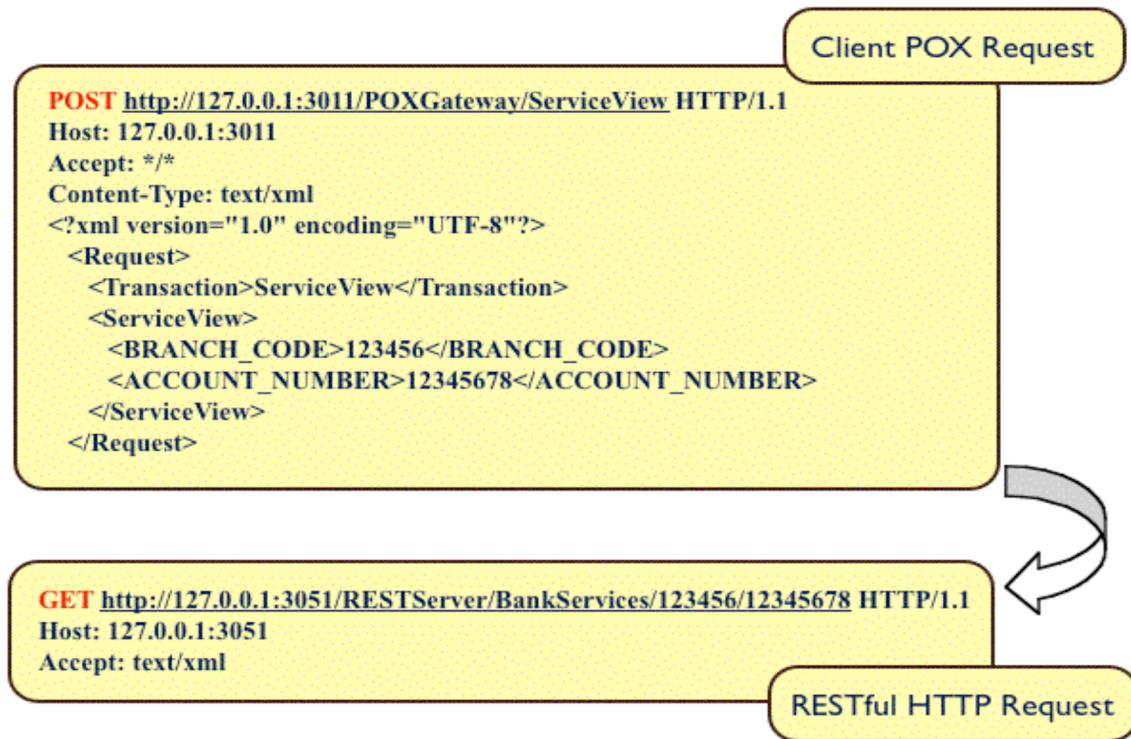 Client POX Request
POST http://127.0.0.1:3011/POXGateway/ServiceView HTTP/1.1
Host: 127.0.0.1:3011
Accept: */*
Content-Type: text/xml
<?xml version="1.0" encoding="UTF-8"?>
<Request>
<Transaction>ServiceView</Transaction>
<ServiceView>
<BRANCH_CODE>123456</BRANCH_CODE>
<ACCOUNT_NUMBER>12345678</ACCOUNT_NUMBER>
</ServiceView>
</Request>
GET http://127.0.0.1:3051/RESTServer/BankServices/123456/12345678 HTTP/1.1
Host: 127.0.0.1:3051
Accept: text/xml
RESTful HTTP Request